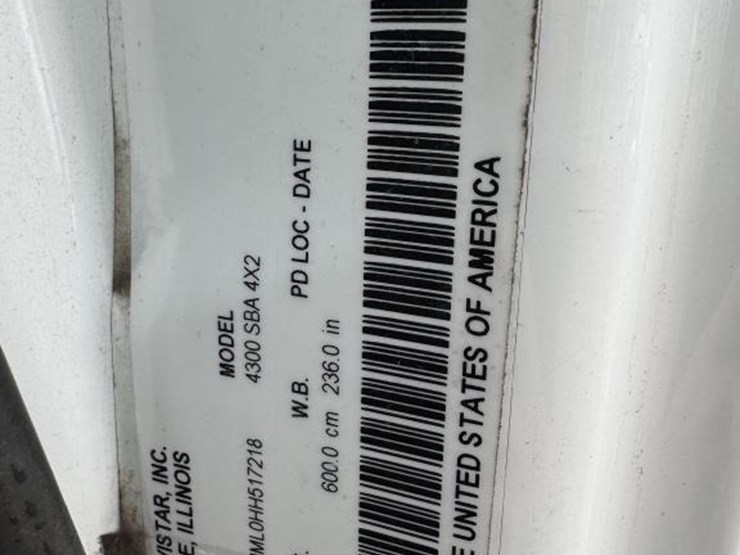 VISTAR, INC.
E, ILLINOIS
MODEL
4300 SBA 4X2
ML0HH517218
W.B.
PD LOC - DATE
600.0 cm 236.0 in
E UNITED STATES OF AMERICA